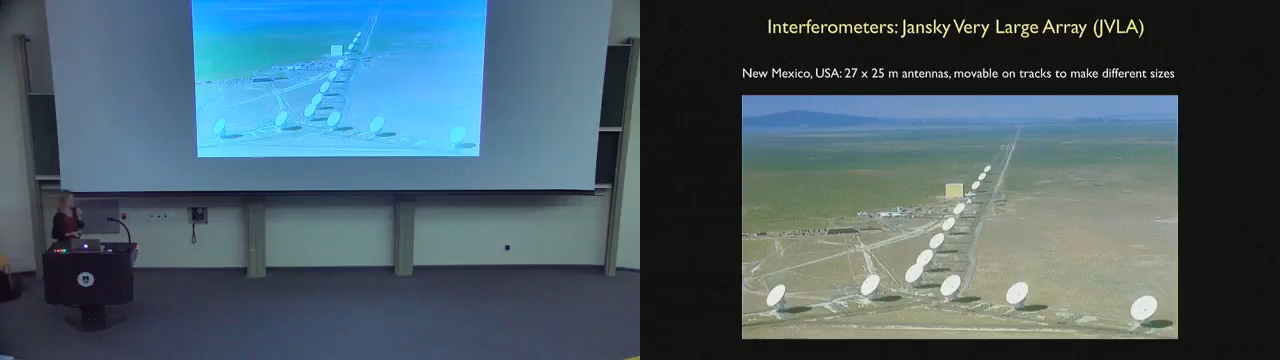 Interferometers: Jansky Very Large Array (JVLA)
New Mexico, USA: 27 x 25 m antennas, movable on tracks to make different sizes